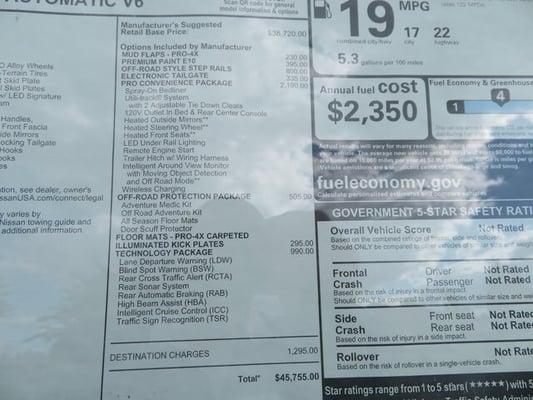 AUTOMATIC V6
Scan QR code for general
model information & options
Manufacturer's Suggested
Retail Base Price: $38,720.00
Options Included by Manufacturer
MUD FLAPS - PRO-4X 230.00
PREMIUM PAINT E10 395.00
OFF-ROAD STYLE STEP RAILS 800.00
ELECTRONIC TAILGATE 335.00
PRO CONVENIENCE PACKAGE 2,190.00
Spray-On Bedliner
Utili-track® System
with 2 Adjustable Tie Down Cleats
120V Outlet In Bed & Rear Center Console
Heated Outside Mirrors**
Heated Steering Wheel**
Heated Front Seats**
LED Under Rail Lighting
Remote Engine Start
Trailer Hitch w/ Wiring Harness
Intelligent Around View Monitor
with Moving Object Detection
and Off Road Mode**
Wireless Charging
OFF-ROAD PROTECTION PACKAGE 505.00
Adventure Medic Kit
Off Road Adventure Kit
All Season Floor Mats
Door Scuff Protector
FLOOR MATS - PRO-4X CARPETED
ILLUMINATED KICK PLATES 295.00
TECHNOLOGY PACKAGE 990.00
Lane Departure Warning (LDW)
Blind Spot Warning (BSW)
Rear Cross Traffic Alert (RCTA)
Rear Sonar System
Rear Automatic Braking (RAB)
High Beam Assist (HBA)
Intelligent Cruise Control (ICC)
Traffic Sign Recognition (TSR)
DESTINATION CHARGES 1,295.00
Total* $45,755.00
O Alloy Wheels
-Terrain Tires
Skid Plate
l Skid Plates
w/ LED Signature
am
Handles,
Front Fascia
side Mirrors
ocking Tailgate
Hooks
s
s
tion, see dealer, owner's
issanUSA.com/connect/legal
y varies by
Nissan towing guide and
additional information.
19 MPG
17 22
combined city/hwy city highway
5.3 gallons per 100 miles
Annual fuel cost
$2,350
Fuel Economy & Greenhouse
1 4
Actual results will vary for many reasons, including
fueleconomy.gov
Calculate personalized estimates and
GOVERNMENT 5-STAR SAFETY RATI
Overall Vehicle Score Not Rated
Based on the combined ratings of frontal, side and rollover.
Should ONLY be compared to other vehicles of similar size and weight
Frontal Driver Not Rated
Crash Passenger Not Rated
Based on the risk of injury in a frontal impact.
Should ONLY be compared to other vehicles of similar size and wei
Side Front seat Not Rated
Crash Rear seat Not Rated
Based on the risk of injury in a side impact.
Rollover Not Rat
Based on the risk of rollover in a single-vehicle crash.
Star ratings range from 1 to 5 stars (★★★★★) with 5